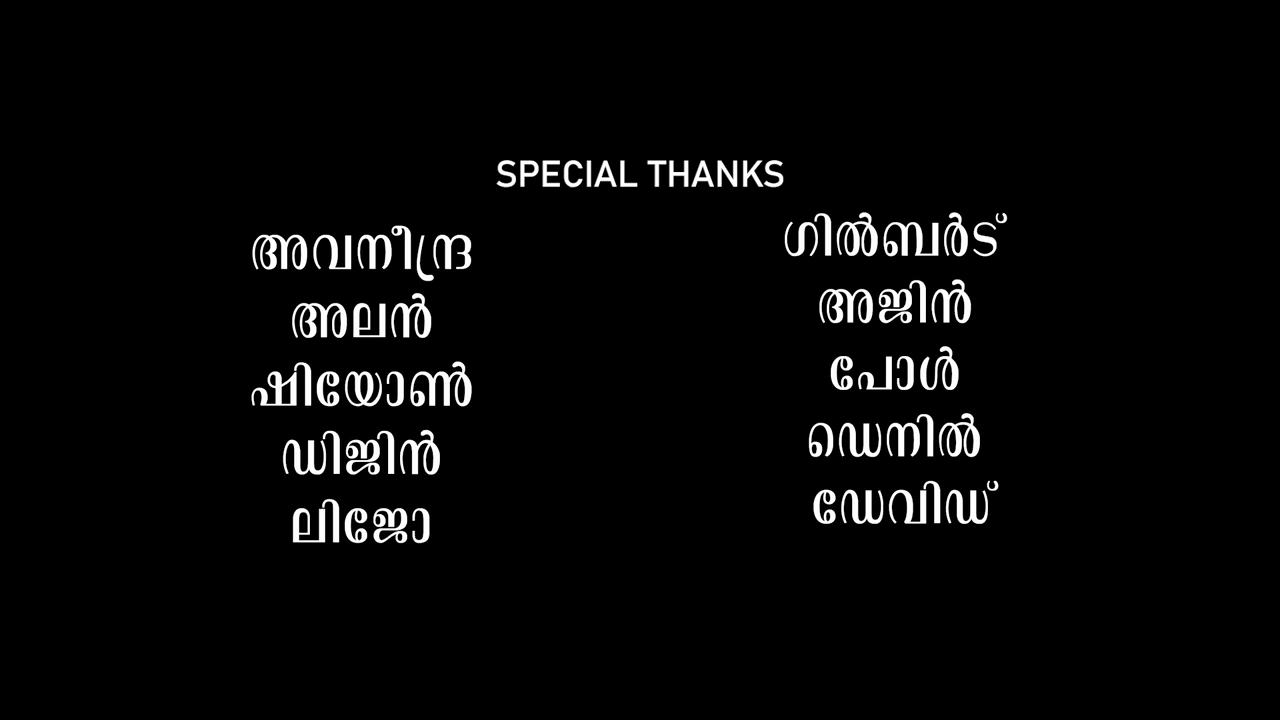 SPECIAL THANKS
അവനീന്ദ്ര
അലൻ
ഷിയോൺ
ഡിജിൻ
ലിജോ
ഗിൽബർട്
അജിൻ
പോൾ
ഡെനിൽ
ഡേവിഡ്